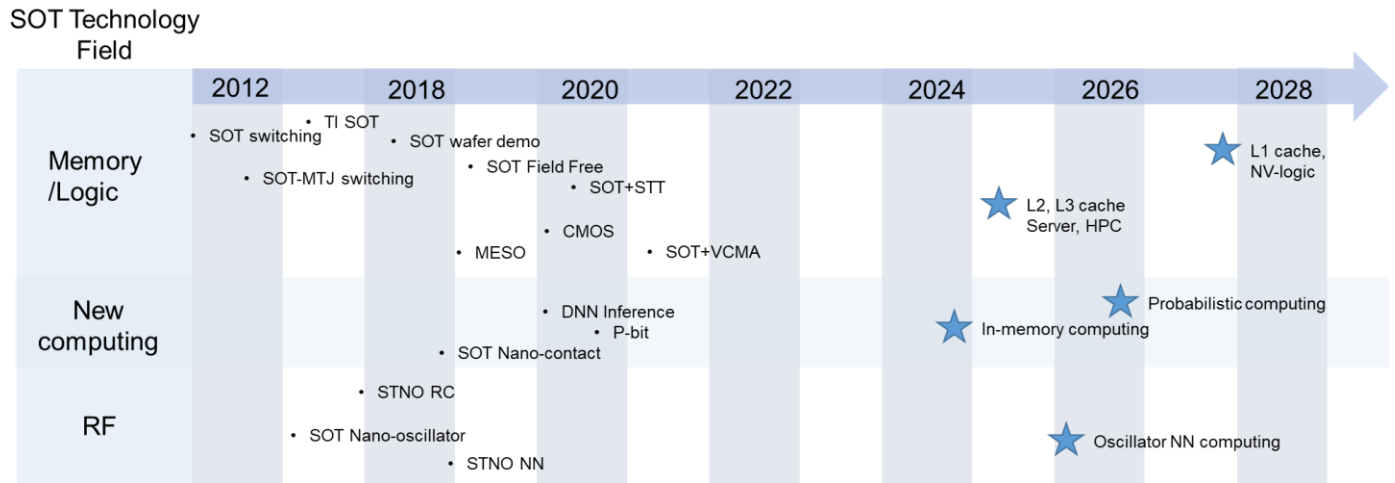 SOT Technology
Field
2012 2018 2020 2022 2024 2026 2028
Memory
/Logic
• TI SOT
• SOT switching
• SOT wafer demo
• SOT Field Free
• SOT-MTJ switching
• SOT+STT
• CMOS
• MESO
• SOT+VCMA
L1 cache,
NV-logic
L2, L3 cache
Server, HPC
New
computing
• DNN Inference
• P-bit
• SOT Nano-contact
Probabilistic computing
In-memory computing
RF
• STNO RC
• SOT Nano-oscillator
• STNO NN
Oscillator NN computing